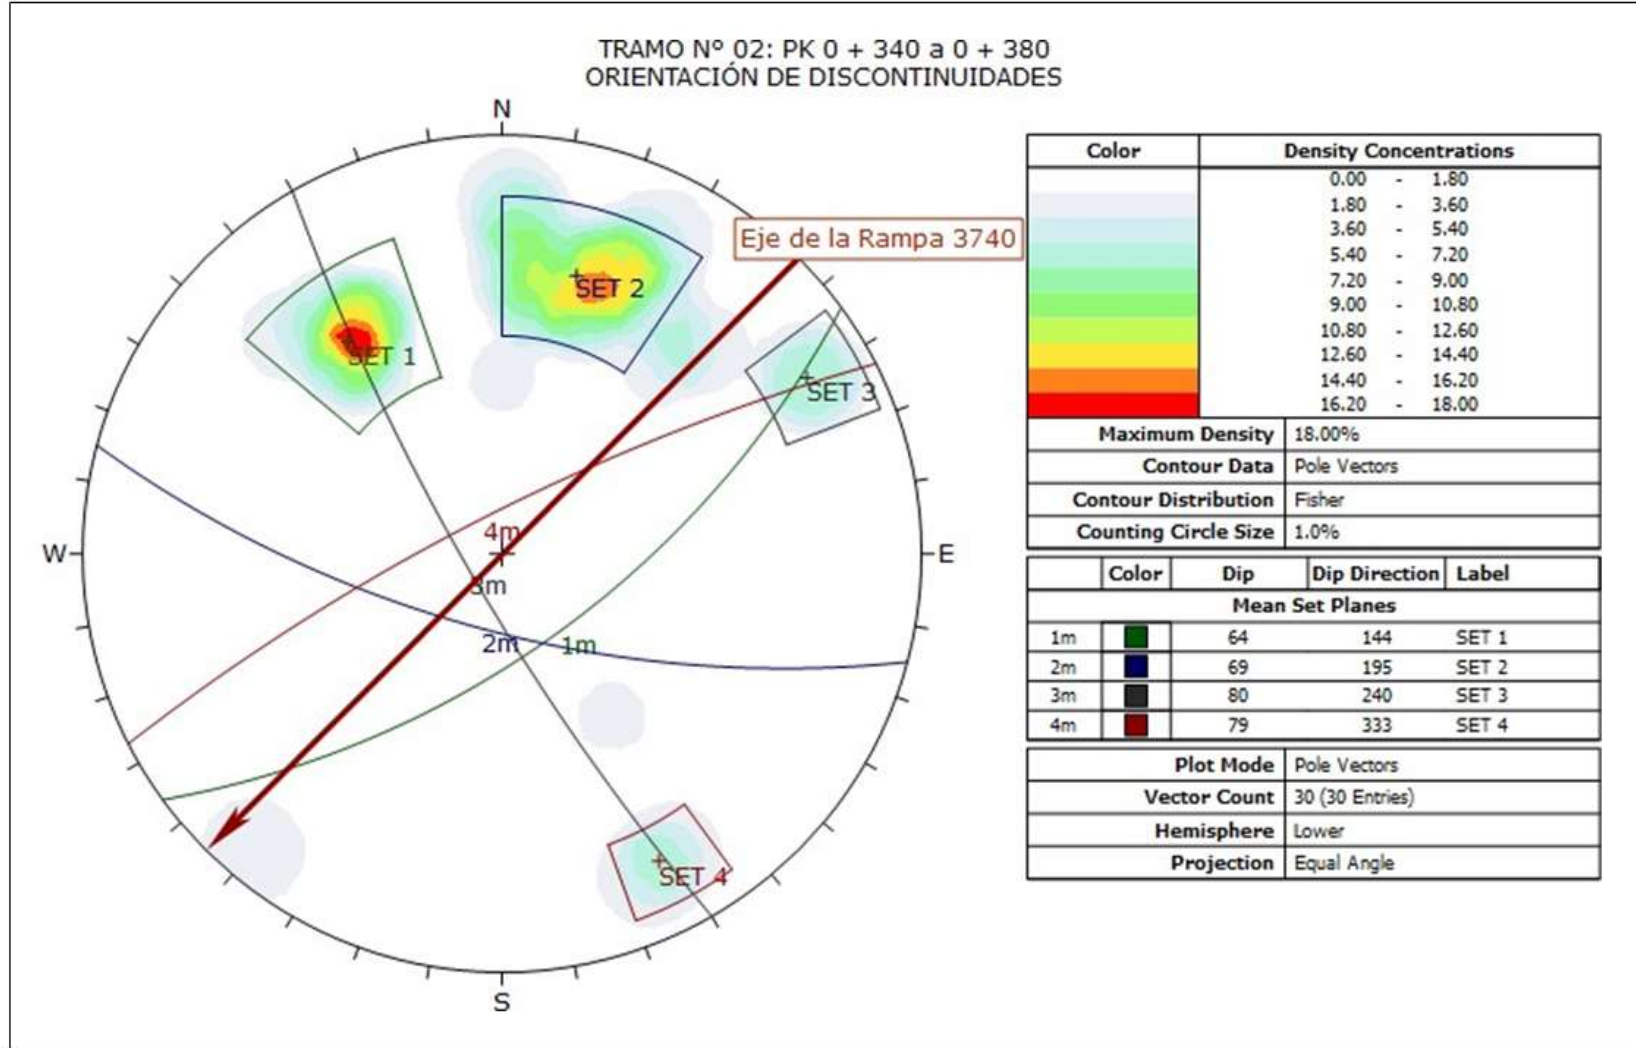 TRAMO Nº 02: PK 0 + 340 a 0 + 380
ORIENTACIÓN DE DISCONTINUIDADES
N
Eje de la Rampa 3740
SET 2
SET 1
SET 3
4m
W
E
3m
2m
1m
SET 4
S
Color Density Concentrations
0.00 - 1.80
1.80 - 3.60
3.60 - 5.40
5.40 - 7.20
7.20 - 9.00
9.00 - 10.80
10.80 - 12.60
12.60 - 14.40
14.40 - 16.20
16.20 - 18.00
Maximum Density 18.00%
Contour Data Pole Vectors
Contour Distribution Fisher
Counting Circle Size 1.0%
Color Dip Dip Direction Label
Mean Set Planes
1m 64 144 SET 1
2m 69 195 SET 2
3m 80 240 SET 3
4m 79 333 SET 4
Plot Mode Pole Vectors
Vector Count 30 (30 Entries)
Hemisphere Lower
Projection Equal Angle